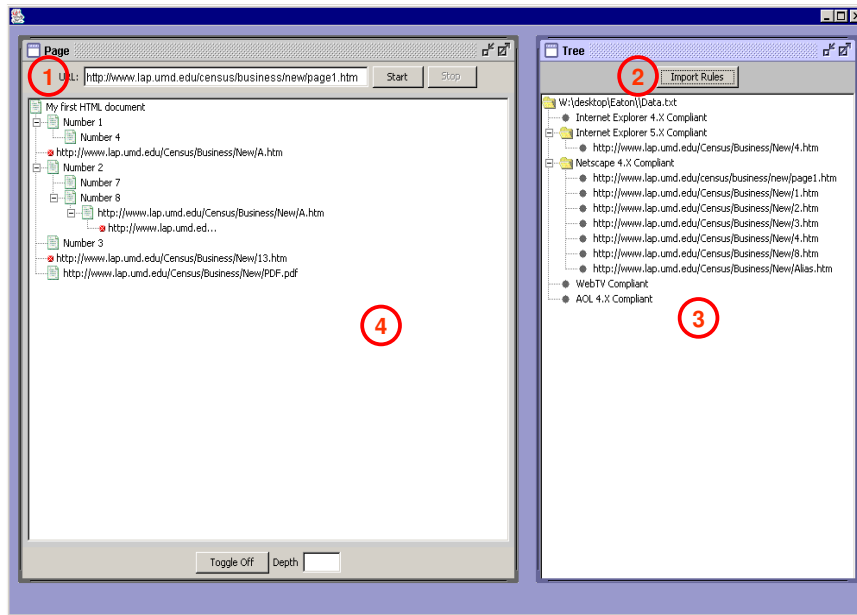 Page
1 URL: http://www.lap.umd.edu/census/business/new/page1.htm Start Stop
My first HTML document
Number 1
Number 4
http://www.lap.umd.edu/Census/Business/New/A.htm
Number 2
Number 7
Number 8
http://www.lap.umd.edu/Census/Business/New/A.htm
http://www.lap.umd.ed...
Number 3
http://www.lap.umd.edu/Census/Business/New/13.htm
http://www.lap.umd.edu/Census/Business/New/PDF.pdf
4
Toggle Off Depth
Tree
2 Import Rules
W:\desktop\Eaton\\Data.txt
Internet Explorer 4.X Compliant
Internet Explorer 5.X Compliant
http://www.lap.umd.edu/Census/Business/New/4.htm
Netscape 4.X Compliant
http://www.lap.umd.edu/census/business/new/page1.htm
http://www.lap.umd.edu/Census/Business/New/1.htm
http://www.lap.umd.edu/Census/Business/New/2.htm
http://www.lap.umd.edu/Census/Business/New/3.htm
http://www.lap.umd.edu/Census/Business/New/4.htm
http://www.lap.umd.edu/Census/Business/New/8.htm
http://www.lap.umd.edu/Census/Business/New/Alias.htm
WebTV Compliant
AOL 4.X Compliant
3